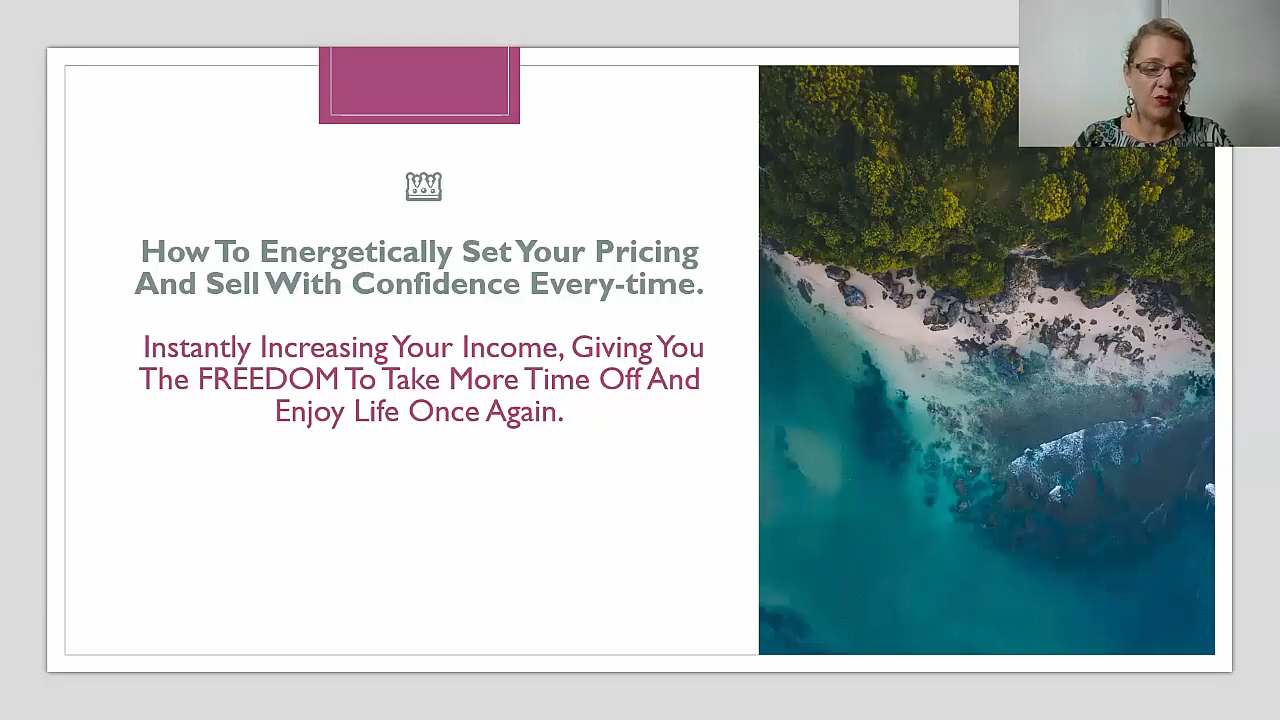 How To Energetically Set Your Pricing
And Sell With Confidence Every-time.
Instantly Increasing Your Income, Giving You
The FREEDOM To Take More Time Off And
Enjoy Life Once Again.